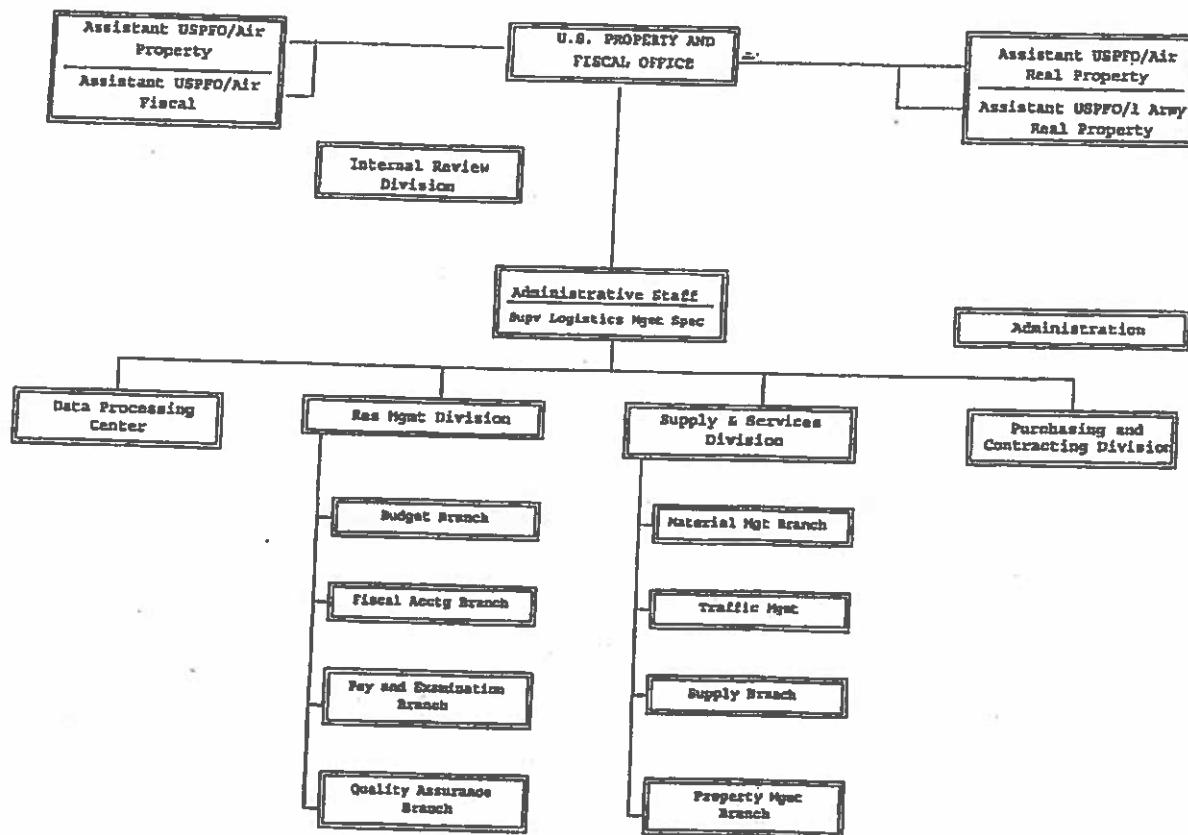 Assistant USPFO/Air
Property
Assistant USPFO/Air
Fiscal
U.S. PROPERTY AND
FISCAL OFFICE
Assistant USPFO/Air
Real Property
Assistant USPFO/1 Army
Real Property
Internal Review
Division
Administrative Staff
Supv Logistics Mgmt Spec
Administration
Data Processing
Center
Res Mgmt Division
Supply & Services
Division
Purchasing and
Contracting Division
Budget Branch
Fiscal Acctg Branch
Pay and Examination
Branch
Quality Assurance
Branch
Material Mgt Branch
Traffic Mgmt
Supply Branch
Property Mgmt
Branch